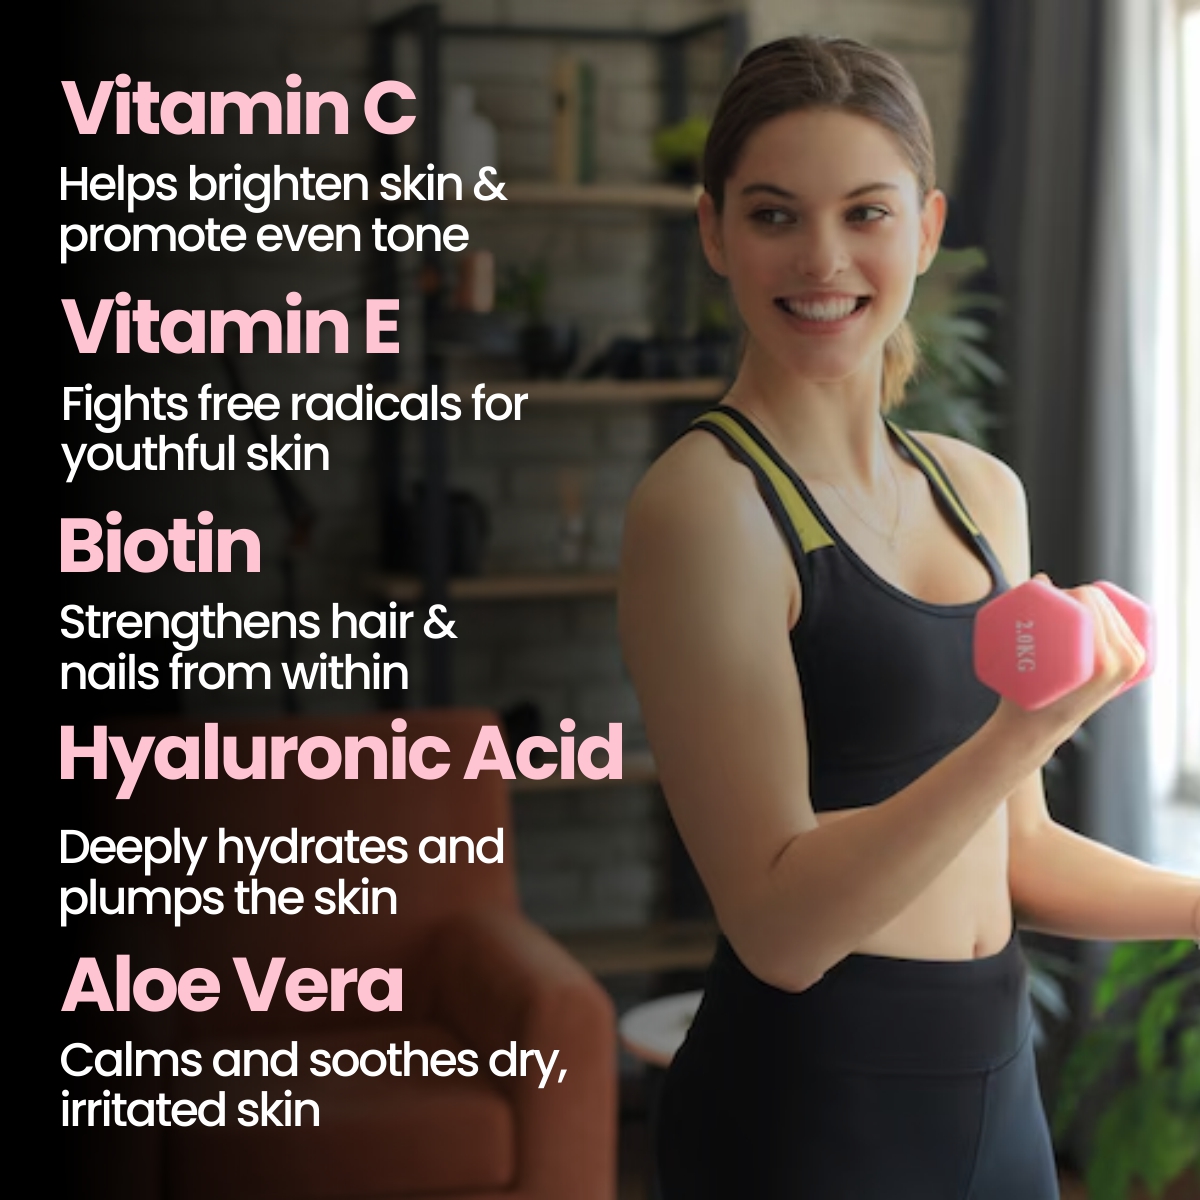 Vitamin C
Helps brighten skin &
promote even tone
Vitamin E
Fights free radicals for
youthful skin
Biotin
Strengthens hair &
nails from within
Hyaluronic Acid
Deeply hydrates and
plumps the skin
Aloe Vera
Calms and soothes dry,
irritated skin
2.0KG